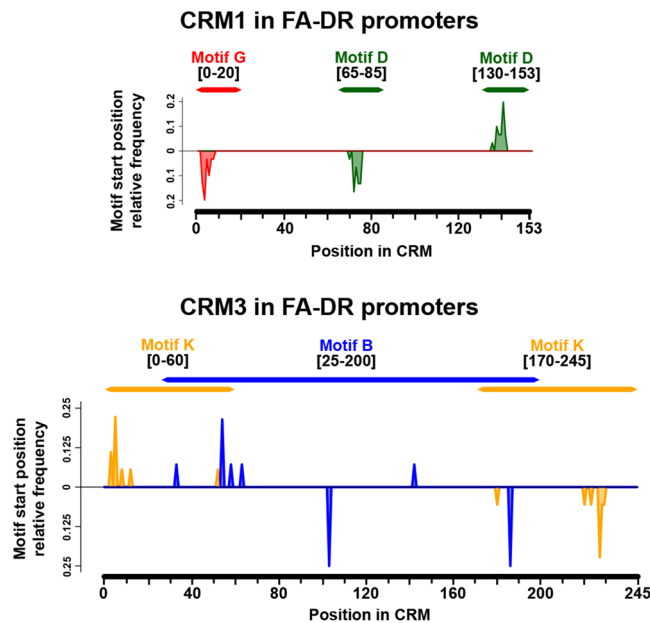 CRM1 in FA-DR promoters
Motif G Motif D Motif D
[0-20] [65-85] [130-153]
Motif start position
relative frequency
0.2
0.1
0
0.1
0.2
0 40 80 120 153
Position in CRM
CRM3 in FA-DR promoters
Motif K Motif B Motif K
[0-60] [25-200] [170-245]
Motif start position
relative frequency
0.25
0.125
0
0.125
0.25
0 40 80 120 160 200 245
Position in CRM